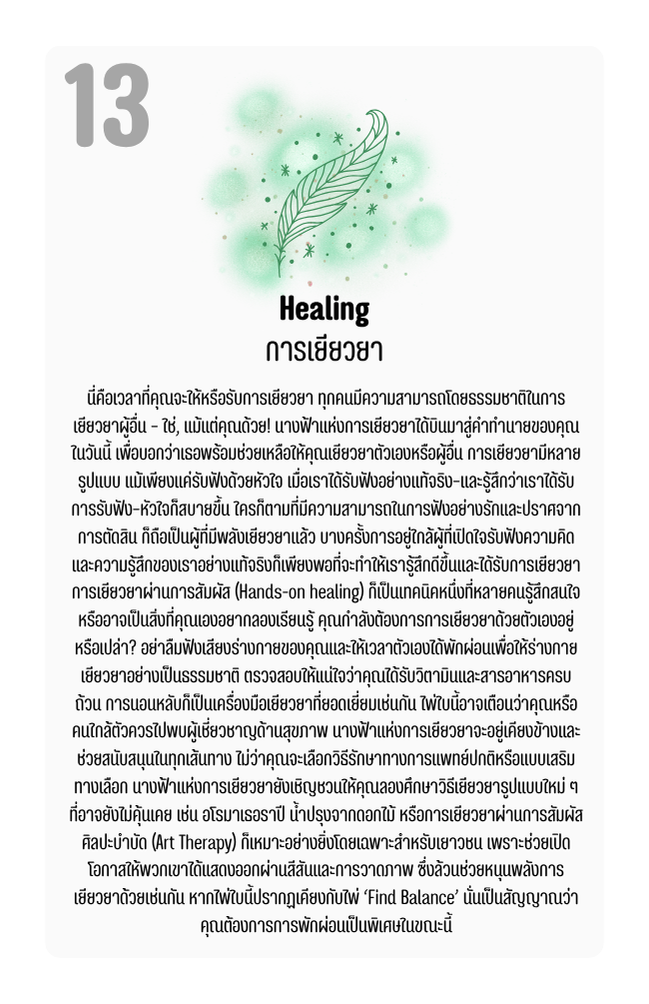 13
Healing
การเยียวยา
นี่คือเวลาที่คุณจะให้หรือรับการเยียวยา ทุกคนมีความสามารถโดยธรรมชาติในการ
เยียวยาผู้อื่น - ใช่, แม้แต่คุณด้วย! นางฟ้าแห่งการเยียวยาได้บินมาสู่คำทำนายของคุณ
ในวันนี้ เพื่อบอกว่าเธอพร้อมช่วยเหลือให้คุณเยียวยาตัวเองหรือผู้อื่น การเยียวยามีหลาย
รูปแบบ แม้เพียงแค่รับฟังด้วยหัวใจ เมื่อเราได้รับฟังอย่างแท้จริง-และรู้สึกว่าเราได้รับ
การรับฟัง-หัวใจก็สบายขึ้น ใครก็ตามที่มีความสามารถในการฟังอย่างรักและปราศจาก
การตัดสิน ก็ถือเป็นผู้ที่มีพลังเยียวยาแล้ว บางครั้งการอยู่ใกล้ผู้ที่เปิดใจรับฟังความคิด
และความรู้สึกของเราอย่างแท้จริงก็เพียงพอที่จะทำให้เรารู้สึกดีขึ้นและได้รับการเยียวยา
การเยียวยาผ่านการสัมผัส (Hands-on healing) ก็เป็นเทคนิคหนึ่งที่หลายคนรู้สึกสนใจ
หรืออาจเป็นสิ่งที่คุณเองอยากลองเรียนรู้ คุณกำลังต้องการการเยียวยาด้วยตัวเองอยู่
หรือเปล่า? อย่าลืมฟังเสียงร่างกายของคุณและให้เวลาตัวเองได้พักผ่อนเพื่อให้ร่างกาย
เยียวยาอย่างเป็นธรรมชาติ ตรวจสอบให้แน่ใจว่าคุณได้รับวิตามินและสารอาหารครบ
ถ้วน การนอนหลับก็เป็นเครื่องมือเยียวยาที่ยอดเยี่ยมเช่นกัน ไพ่ใบนี้อาจเตือนว่าคุณหรือ
คนใกล้ตัวควรไปพบผู้เชี่ยวชาญด้านสุขภาพ นางฟ้าแห่งการเยียวยาจะอยู่เคียงข้างและ
ช่วยสนับสนุนในทุกเส้นทาง ไม่ว่าคุณจะเลือกวิธีรักษาทางการแพทย์ปกติหรือแบบเสริม
ทางเลือก นางฟ้าแห่งการเยียวยายังเชิญชวนให้คุณลองศึกษาวิธีเยียวยารูปแบบใหม่ ๆ
ที่อาจยังไม่คุ้นเคย เช่น อโรมาเธอราปี น้ำปรุงจากดอกไม้ หรือการเยียวยาผ่านการสัมผัส
ศิลปะบำบัด (Art Therapy) ก็เหมาะอย่างยิ่งโดยเฉพาะสำหรับเยาวชน เพราะช่วยเปิด
โอกาสให้พวกเขาได้แสดงออกผ่านสีสันและการวาดภาพ ซึ่งล้วนช่วยหนุนพลังการ
เยียวยาด้วยเช่นกัน หากไพ่ใบนี้ปรากฏเคียงกับไพ่ ‘Find Balance’ นั่นเป็นสัญญาณว่า
คุณต้องการการพักผ่อนเป็นพิเศษในขณะนี้